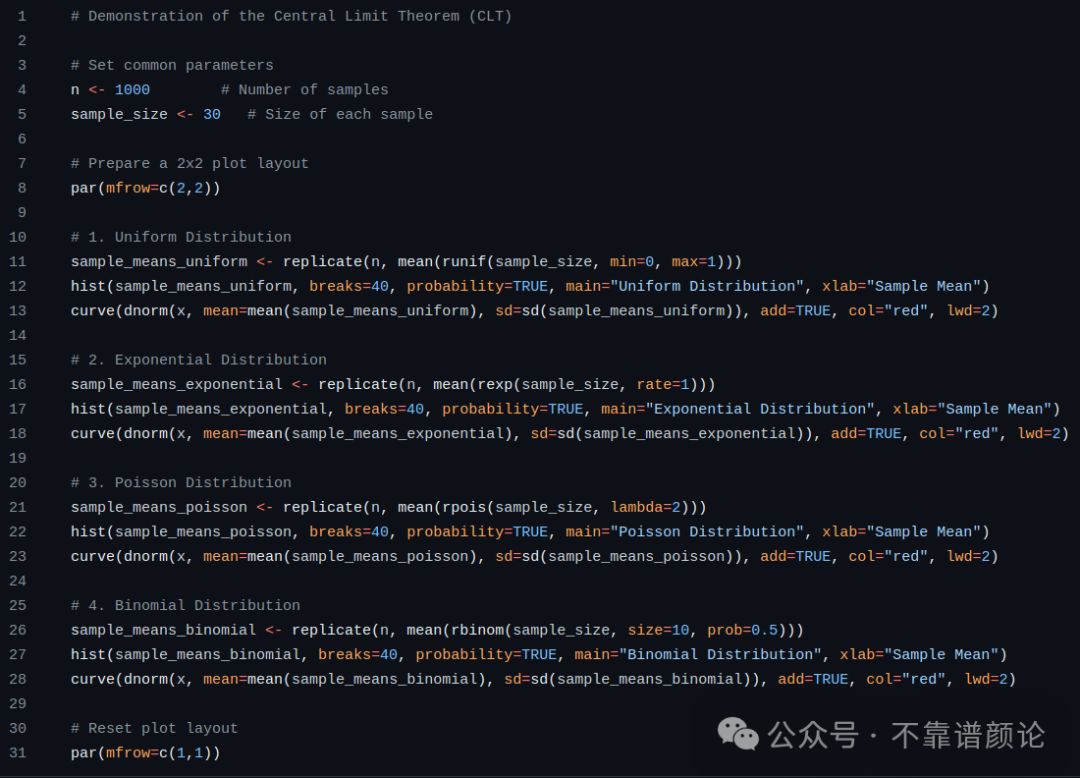 1 # Demonstration of the Central Limit Theorem (CLT)
2
3 # Set common parameters
4 n <- 1000        # Number of samples
5 sample_size <- 30   # Size of each sample
6
7 # Prepare a 2x2 plot layout
8 par(mfrow=c(2,2))
9
10 # 1. Uniform Distribution
11 sample_means_uniform <- replicate(n, mean(runif(sample_size, min=0, max=1)))
12 hist(sample_means_uniform, breaks=40, probability=TRUE, main="Uniform Distribution", xlab="Sample Mean")
13 curve(dnorm(x, mean=mean(sample_means_uniform), sd=sd(sample_means_uniform)), add=TRUE, col="red", lwd=2)
14
15 # 2. Exponential Distribution
16 sample_means_exponential <- replicate(n, mean(rexp(sample_size, rate=1)))
17 hist(sample_means_exponential, breaks=40, probability=TRUE, main="Exponential Distribution", xlab="Sample Mean")
18 curve(dnorm(x, mean=mean(sample_means_exponential), sd=sd(sample_means_exponential)), add=TRUE, col="red", lwd=2)
19
20 # 3. Poisson Distribution
21 sample_means_poisson <- replicate(n, mean(rpois(sample_size, lambda=2)))
22 hist(sample_means_poisson, breaks=40, probability=TRUE, main="Poisson Distribution", xlab="Sample Mean")
23 curve(dnorm(x, mean=mean(sample_means_poisson), sd=sd(sample_means_poisson)), add=TRUE, col="red", lwd=2)
24
25 # 4. Binomial Distribution
26 sample_means_binomial <- replicate(n, mean(rbinom(sample_size, size=10, prob=0.5)))
27 hist(sample_means_binomial, breaks=40, probability=TRUE, main="Binomial Distribution", xlab="Sample Mean")
28 curve(dnorm(x, mean=mean(sample_means_binomial), sd=sd(sample_means_binomial)), add=TRUE, col="red", lwd=2)
29
30 # Reset plot layout
31 par(mfrow=c(1,1))
公众号 · 不靠谱颜论